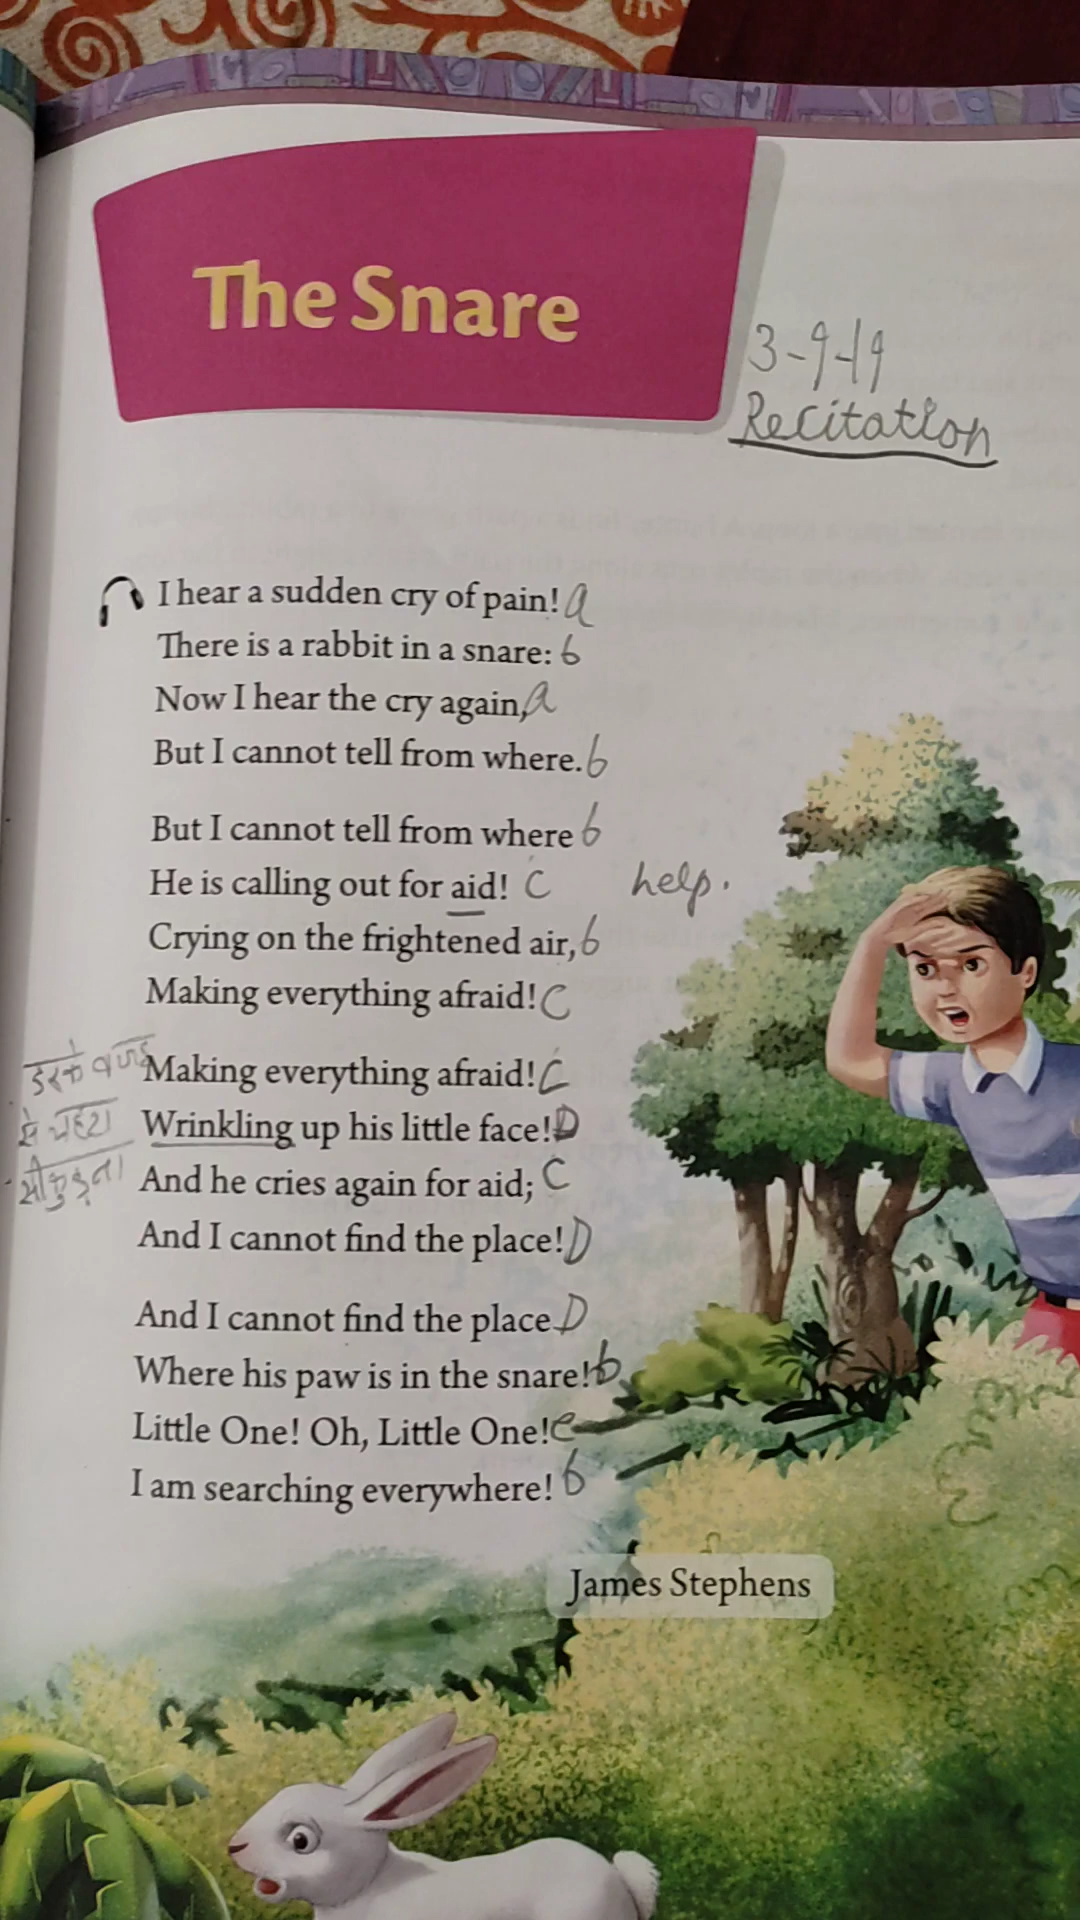 The Snare
3-9-19
Recitation
I hear a sudden cry of pain! a
There is a rabbit in a snare: b
Now I hear the cry again, a
But I cannot tell from where. b
But I cannot tell from where b
He is calling out for aid! C help.
Crying on the frightened air, b
Making everything afraid! C
Making everything afraid! C
Wrinkling up his little face! D
से चेहरा
And he cries again for aid; C
And I cannot find the place! D
And I cannot find the place D
Where his paw is in the snare! b
Little One! Oh, Little One! e
I am searching everywhere! b
James Stephens